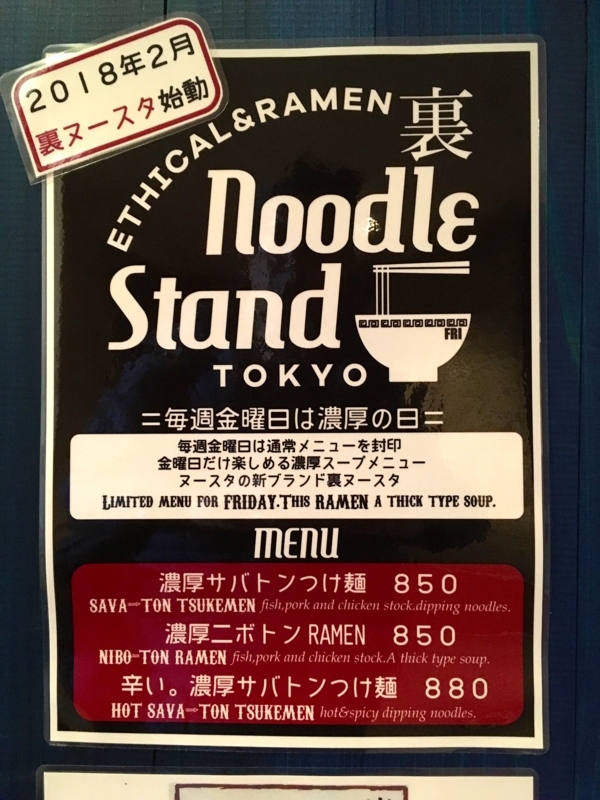 ２０１８年２月
裏ヌースタ始動
ETHICAL&RAMEN 裏
Noodle
Stand
FRI
TOKYO
＝毎週金曜日は濃厚の日＝
毎週金曜日は通常メニューを封印
金曜日だけ楽しめる濃厚スープメニュー
ヌースタの新ブランド裏ヌースタ
LIMITED MENU FOR FRIDAY.THIS RAMEN A THICK TYPE SOUP.
MENU
濃厚サバトンつけ麺　８５０
SAVA⇒TON TSUKEMEN fish,pork and chicken stock.dipping noodles.
濃厚ニボトンRAMEN　８５０
NIBO⇒TON RAMEN fish,pork and chicken stock.A thick type soup.
辛い。濃厚サバトンつけ麺　８８０
HOT SAVA⇒TON TSUKEMEN hot&spicy dipping noodles.